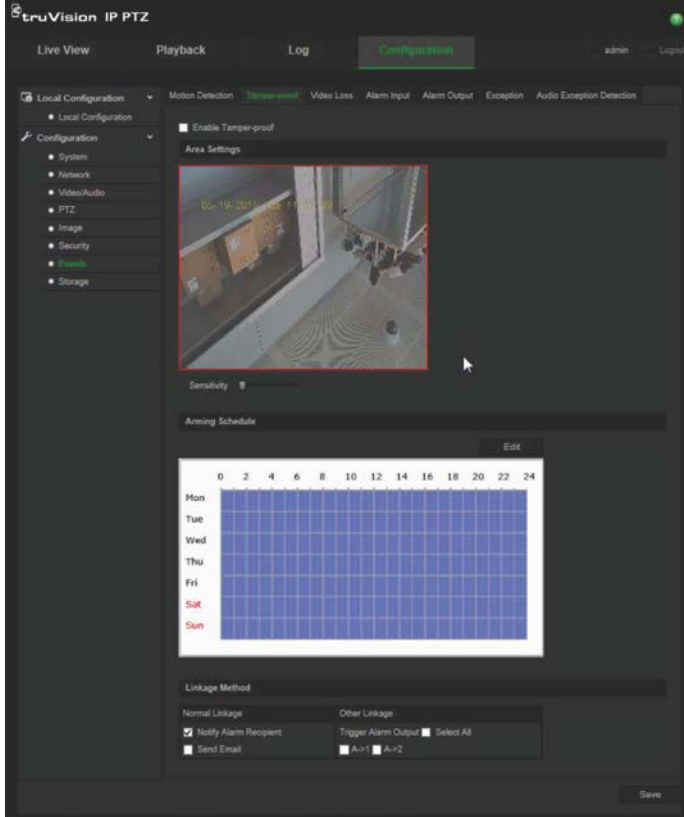 truVision IP PTZ
Live View Playback Log Configuration admin Logout
Local Configuration
Local Configuration
Configuration
System
Network
Video/Audio
PTZ
Image
Security
Events
Storage
Motion Detection Tamper-proof Video Loss Alarm Input Alarm Output Exception Audio Exception Detection
Enable Tamper-proof
Area Settings
Sensitivity
Arming Schedule
Edit
0 2 4 6 8 10 12 14 16 18 20 22 24
Mon
Tue
Wed
Thu
Fri
Sat
Sun
Linkage Method
Normal Linkage Other Linkage
Notify Alarm Recipient Trigger Alarm Output Select All
Send Email A->1 A->2
Save